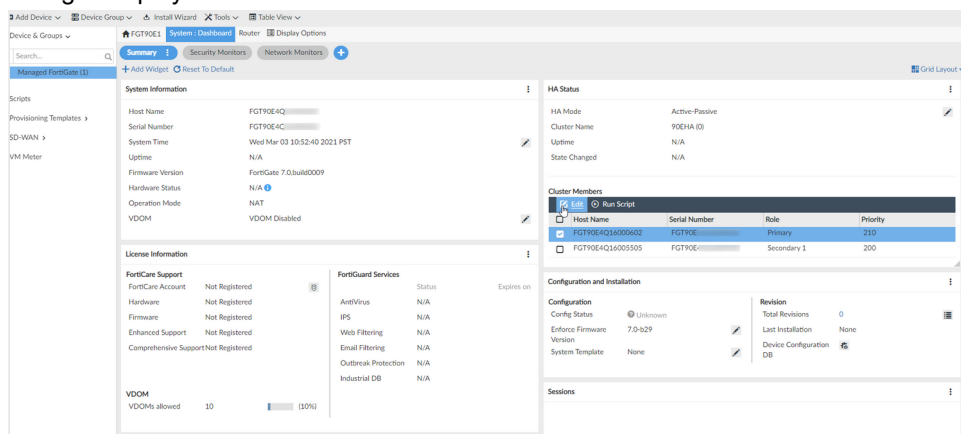 Add Device Device Group Install Wizard Tools Table View
Device & Groups
FGT90E1 System : Dashboard Router Display Options
Search...
Summary Security Monitors Network Monitors
Managed FortiGate (1)
+ Add Widget Reset To Default Grid Layout
Scripts
Provisioning Templates >
SD-WAN >
VM Meter
System Information
Host Name FGT90E4Q
Serial Number FGT90E4C
System Time Wed Mar 03 10:52:40 2021 PST
Uptime N/A
Firmware Version FortiGate 7.0,build0009
Hardware Status N/A
Operation Mode NAT
VDOM VDOM Disabled
HA Status
HA Mode Active-Passive
Cluster Name 90EHA (0)
Uptime N/A
State Changed N/A
Cluster Members
Edit Run Script
Host Name Serial Number Role Priority
FGT90E4Q16000602 FGT90E Primary 210
FGT90E4Q16005505 FGT90E Secondary 1 200
License Information
FortiCare Support
FortiCare Account Not Registered
Hardware Not Registered
Firmware Not Registered
Enhanced Support Not Registered
Comprehensive Support Not Registered
FortiGuard Services
Status Expires on
AntiVirus N/A
IPS N/A
Web Filtering N/A
Email Filtering N/A
Outbreak Protection N/A
Industrial DB N/A
VDOM
VDOMs allowed 10 (10%)
Configuration and Installation
Configuration
Config Status Unknown
Enforce Firmware 7.0-b29
Version
System Template None
Revision
Total Revisions 0
Last Installation None
Device Configuration
DB
Sessions